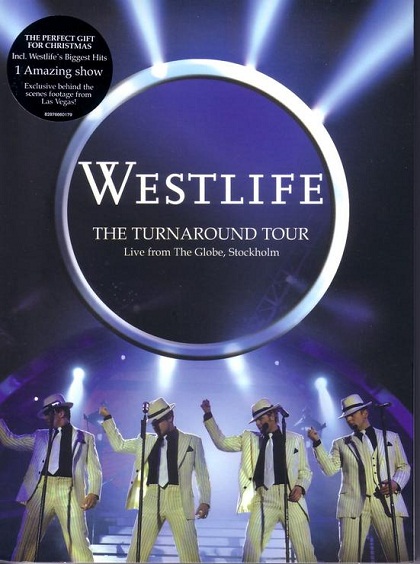 THE PERFECT GIFT
FOR CHRISTMAS
Incl. Westlife's Biggest Hits
1 Amazing show
Exclusive behind the
scenes footage from
Las Vegas!
WESTLIFE
THE TURNAROUND TOUR
Live from The Globe, Stockholm